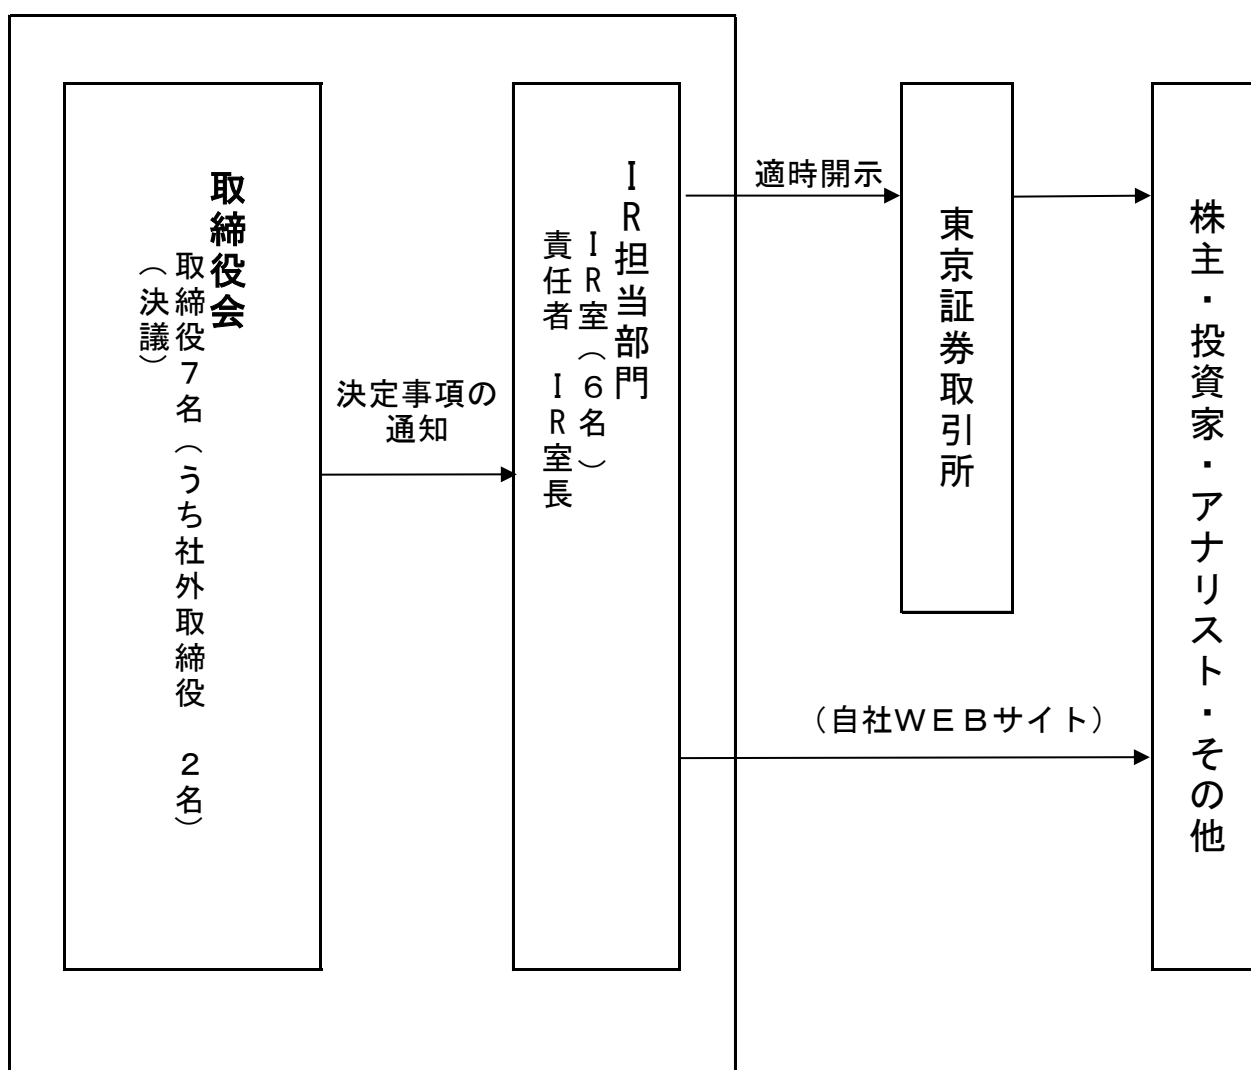 取締役会
取締役7名（うち社外取締役　2名）
（決議）
決定事項の
通知
ＩＲ担当部門
ＩＲ室（６名）
責任者　ＩＲ室長
適時開示
東京証券取引所
（自社ＷＥＢサイト）
株主・投資家・アナリスト・その他